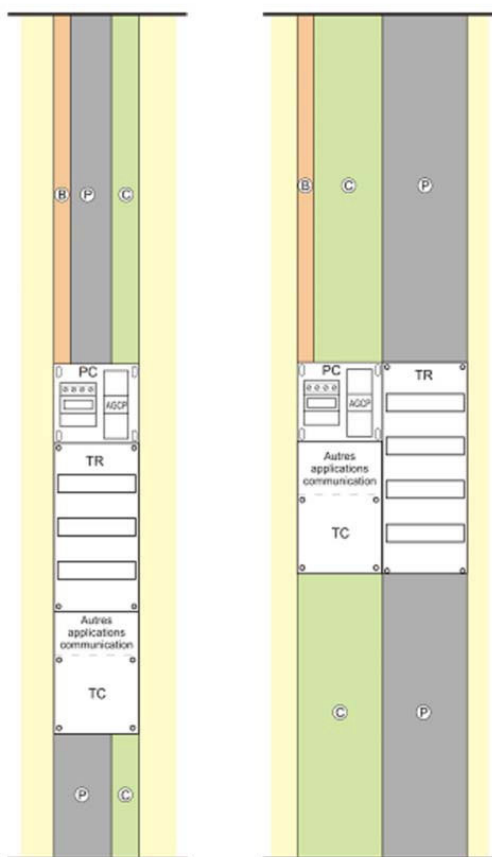 B P C
PC
AGCP
TR
Autres
applications
communication
TC
P C
B C P
PC
AGCP
TR
Autres
applications
communication
TC
C P